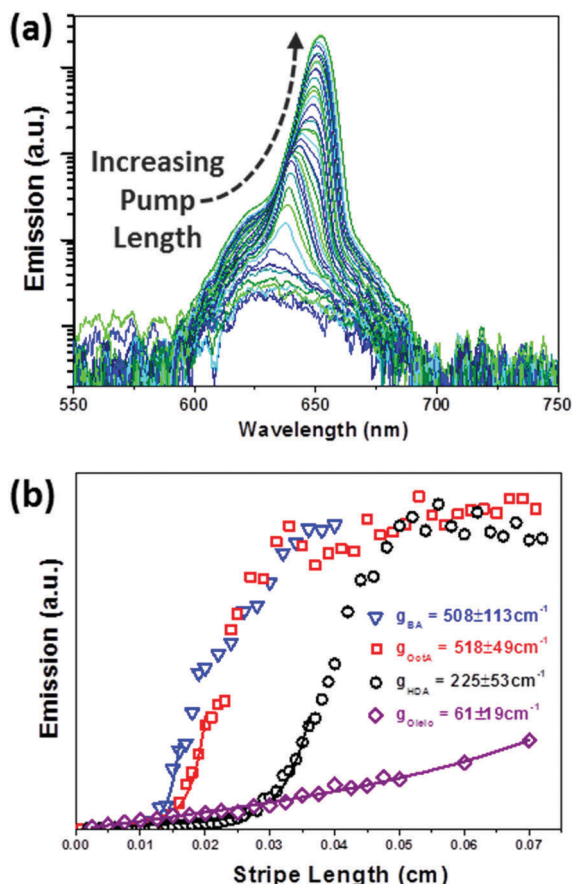 (a)
Increasing
Pump
Length
Emission (a.u.)
550 600 650 700 750
Wavelength (nm)
(b)
Emission (a.u.)
g_BA = 508±113cm⁻¹
g_OctA = 518±49cm⁻¹
g_HDA = 225±53cm⁻¹
g_Olelo = 61±19cm⁻¹
0.00 0.01 0.02 0.03 0.04 0.05 0.06 0.07
Stripe Length (cm)